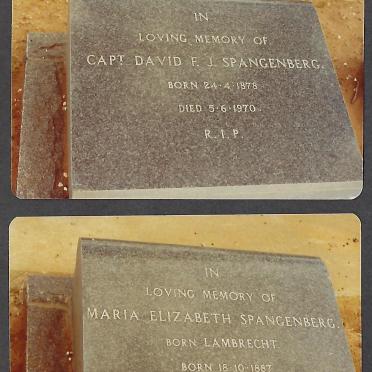 IN
LOVING MEMORY OF
CAPT DAVID F. J. SPANGENBERG.
BORN 24·4·1878
DIED 5·6·1970
R.I.P.
IN
LOVING MEMORY OF
MARIA ELIZABETH SPANGENBERG.
BORN LAMBRECHT
BORN 18·10·1887